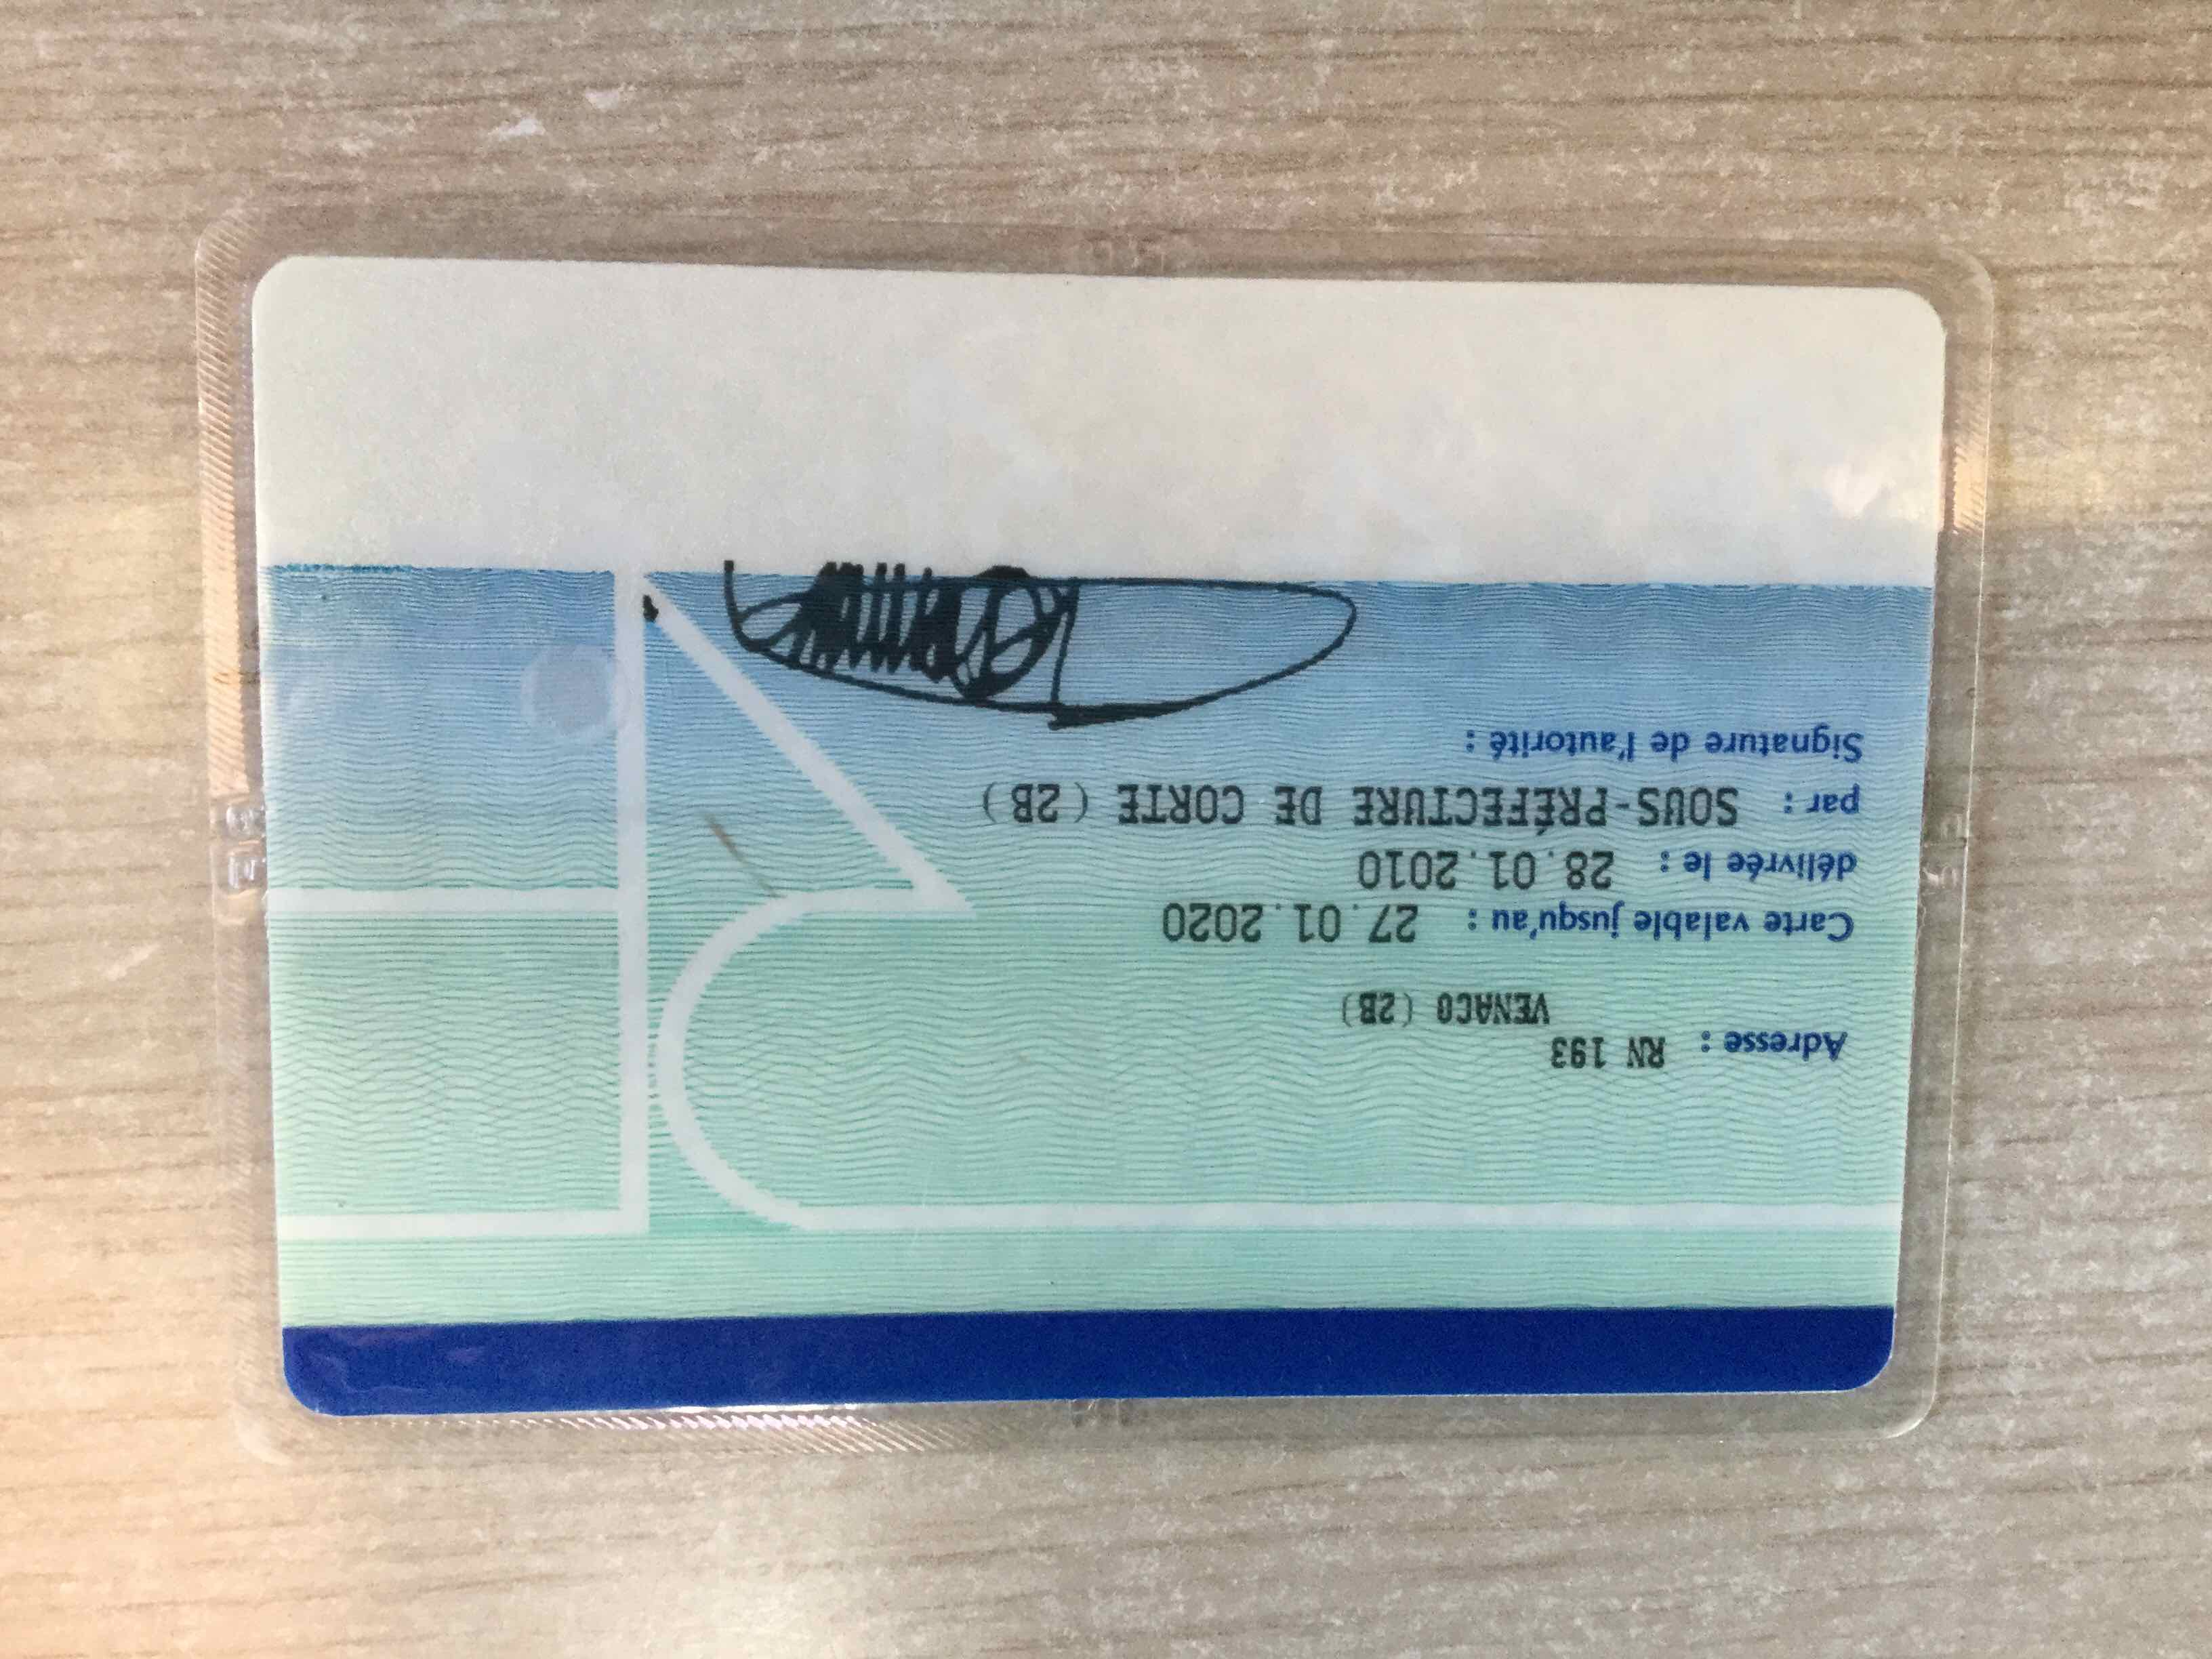 Adresse : RN 193
VENACO (2B)
Carte valable jusqu'au : 27.01.2020
délivrée le : 28.01.2010
par : SOUS-PRÉFECTURE DE CORTE (2B)
Signature de l'autorité :